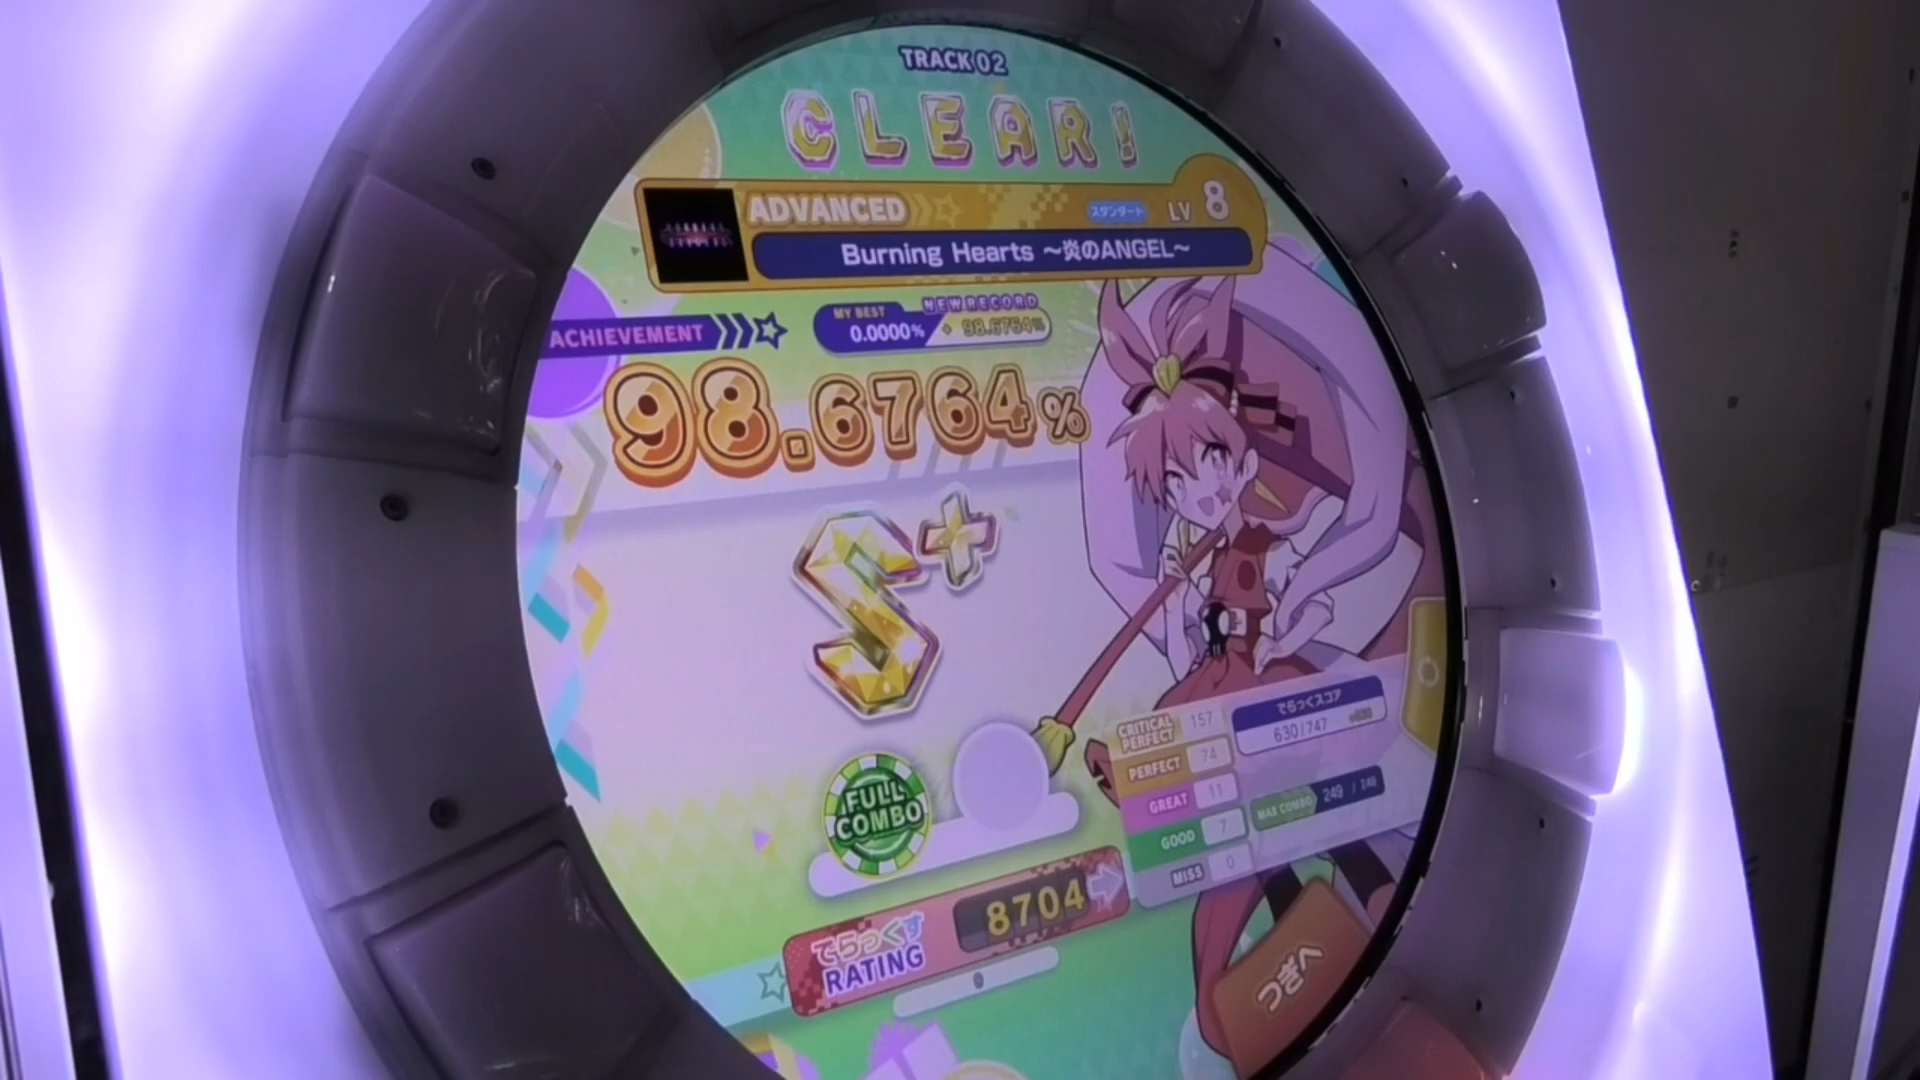 TRACK 02
CLEAR!
ADVANCED スタンダード LV 8
Burning Hearts ～炎のANGEL～
ACHIEVEMENT
MY BEST NEW RECORD
0.0000% 98.6764%
98.6764%
S+
CRITICAL PERFECT 157
でらっくスコア
630/747
PERFECT 74
GREAT 11
FULL COMBO
GOOD 7
MAX COMBO 249 / 249
MISS 0
でらっくす
RATING 8704
0
つぎへ